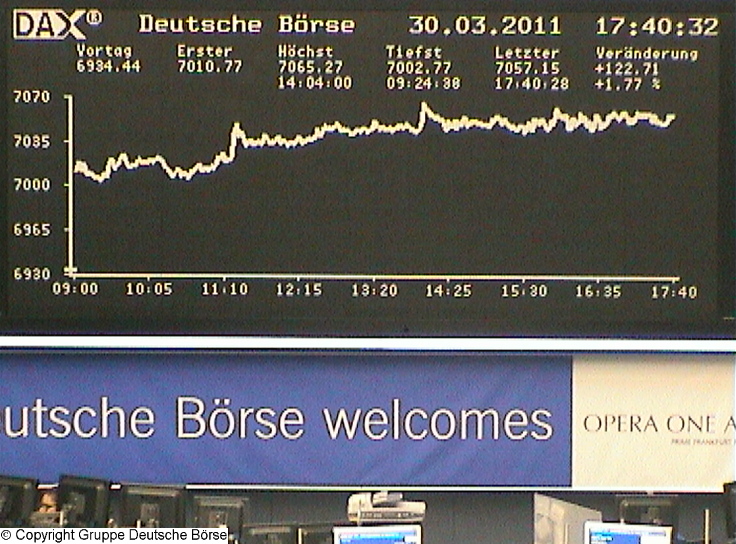 DAX® Deutsche Börse 30.03.2011 17:40:32
Vortag Erster Höchst Tiefst Letzter Veränderung
6934.44 7010.77 7065.27 7002.77 7057.15 +122.71
14:04:00 09:24:38 17:40:28 +1.77 %
7070
7035
7000
6965
6930
09:00 10:05 11:10 12:15 13:20 14:25 15:30 16:35 17:40
eutsche Börse welcomes
OPERA ONE A
PRIME FRANKFURT
© Copyright Gruppe Deutsche Börse